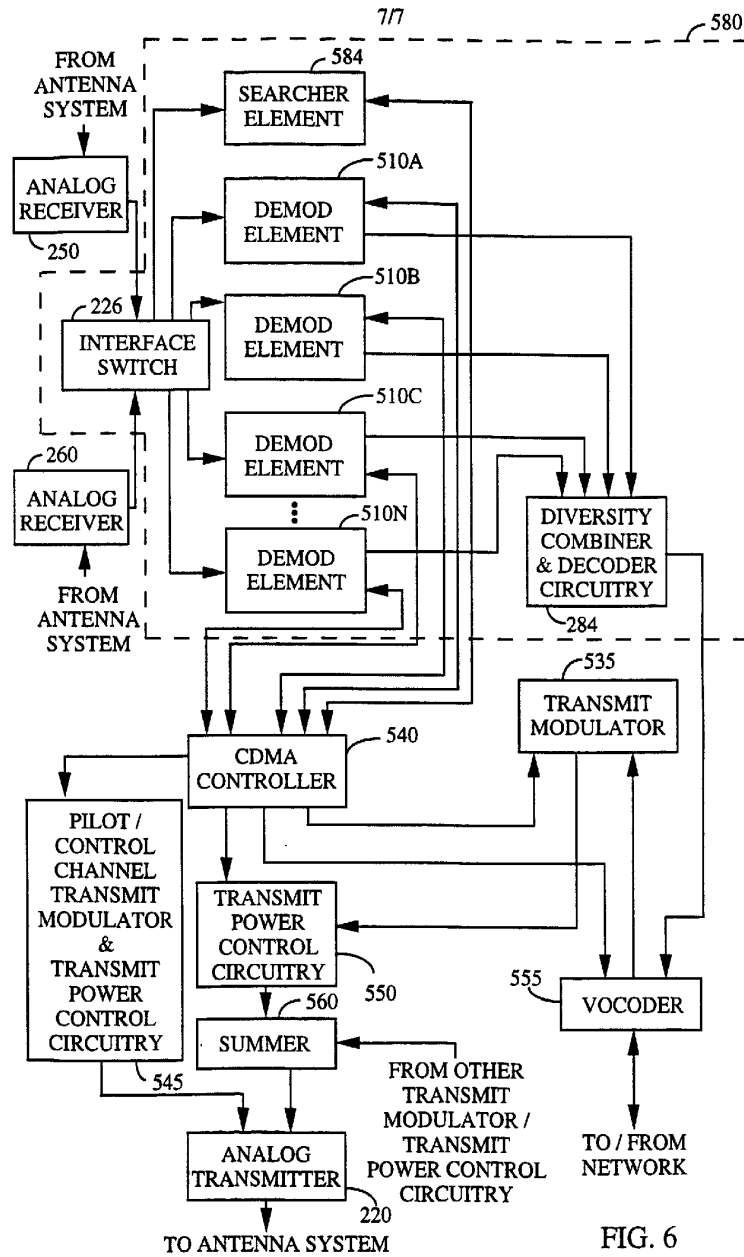 7/7
580
FROM
ANTENNA
SYSTEM
584
SEARCHER
ELEMENT
ANALOG
RECEIVER
250
510A
DEMOD
ELEMENT
226
INTERFACE
SWITCH
510B
DEMOD
ELEMENT
510C
DEMOD
ELEMENT
260
ANALOG
RECEIVER
FROM
ANTENNA
SYSTEM
510N
DEMOD
ELEMENT
DIVERSITY
COMBINER
& DECODER
CIRCUITRY
284
535
TRANSMIT
MODULATOR
540
CDMA
CONTROLLER
PILOT /
CONTROL
CHANNEL
TRANSMIT
MODULATOR
&
TRANSMIT
POWER
CONTROL
CIRCUITRY
545
TRANSMIT
POWER
CONTROL
CIRCUITRY
550
555
VOCODER
560
SUMMER
FROM OTHER
TRANSMIT
MODULATOR /
TRANSMIT
POWER CONTROL
CIRCUITRY
TO / FROM
NETWORK
ANALOG
TRANSMITTER
220
TO ANTENNA SYSTEM
FIG. 6